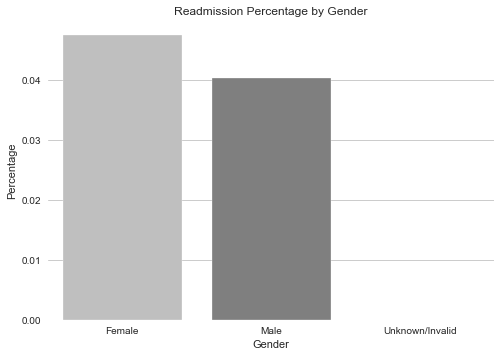 Readmission Percentage by Gender
Percentage
0.04
0.03
0.02
0.01
0.00
Female
Male
Unknown/Invalid
Gender